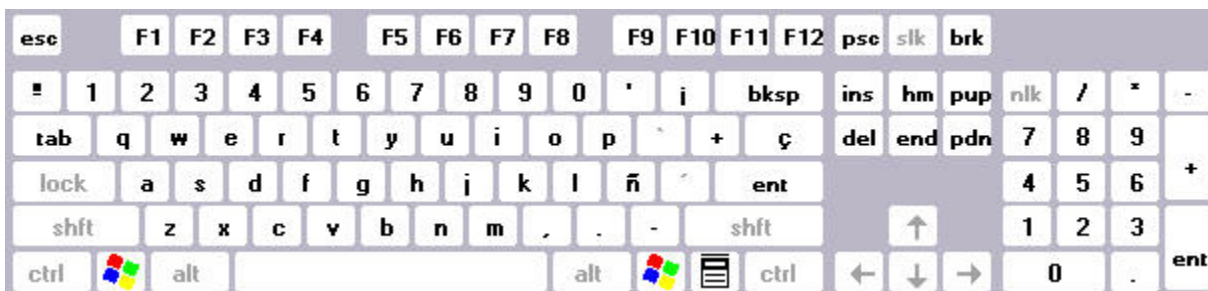 esc F1 F2 F3 F4 F5 F6 F7 F8 F9 F10 F11 F12 psc slk brk
º 1 2 3 4 5 6 7 8 9 0 ' ¡ bksp ins hm pup nlk / * -
tab q w e r t y u i o p ` + ç del end pdn 7 8 9 +
lock a s d f g h j k l ñ ´ ent 4 5 6
shft z x c v b n m , . - shft ↑ 1 2 3 ent
ctrl alt alt ctrl ← ↓ → 0 .